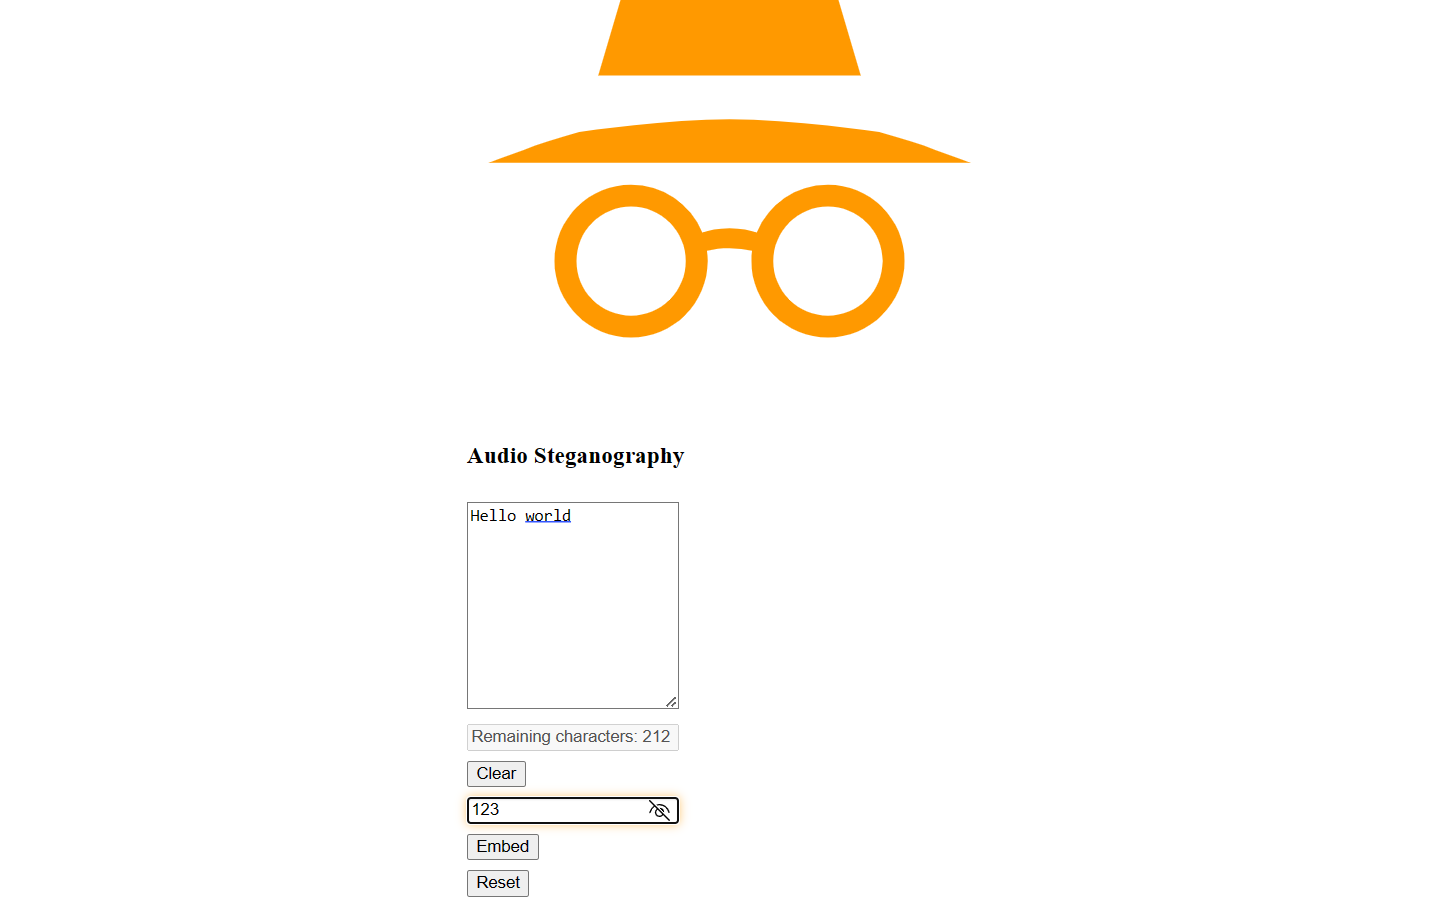 Audio Steganography
Hello world
Remaining characters: 212
Clear
123
Embed
Reset